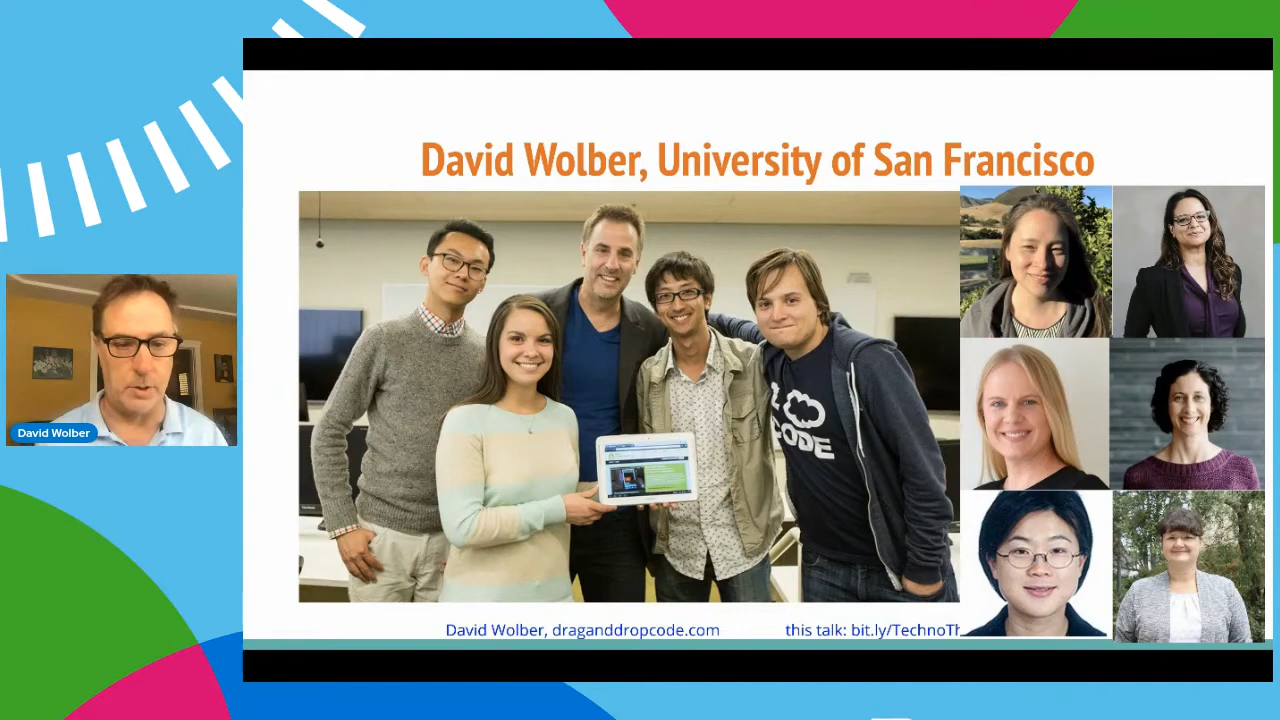 David Wolber, University of San Francisco
CODE
David Wolber
David Wolber, draganddropcode.com
this talk: bit.ly/TechnoTh